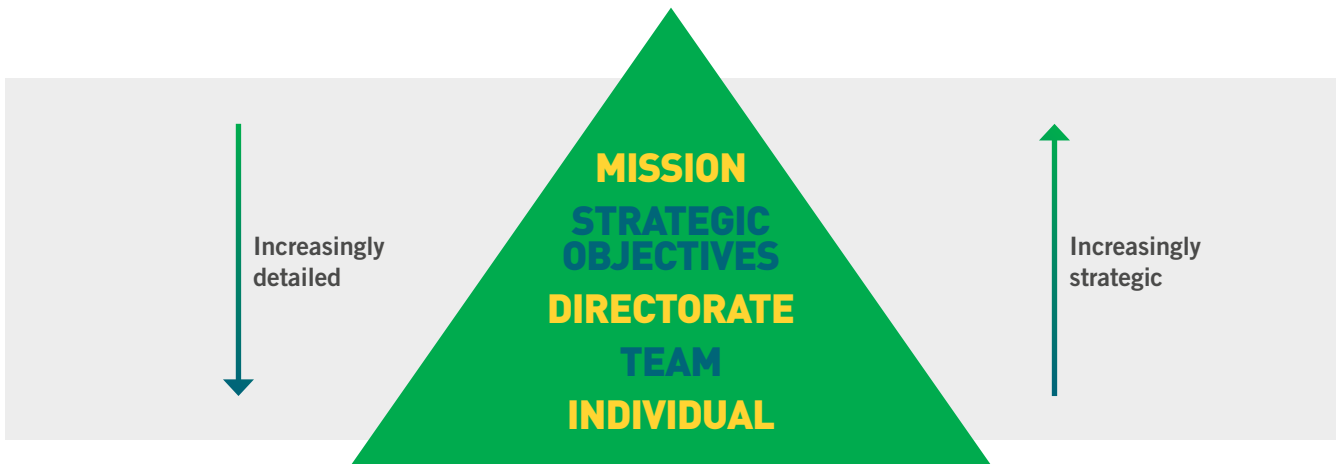 MISSION
STRATEGIC
OBJECTIVES
DIRECTORATE
TEAM
INDIVIDUAL
Increasingly
detailed
Increasingly
strategic